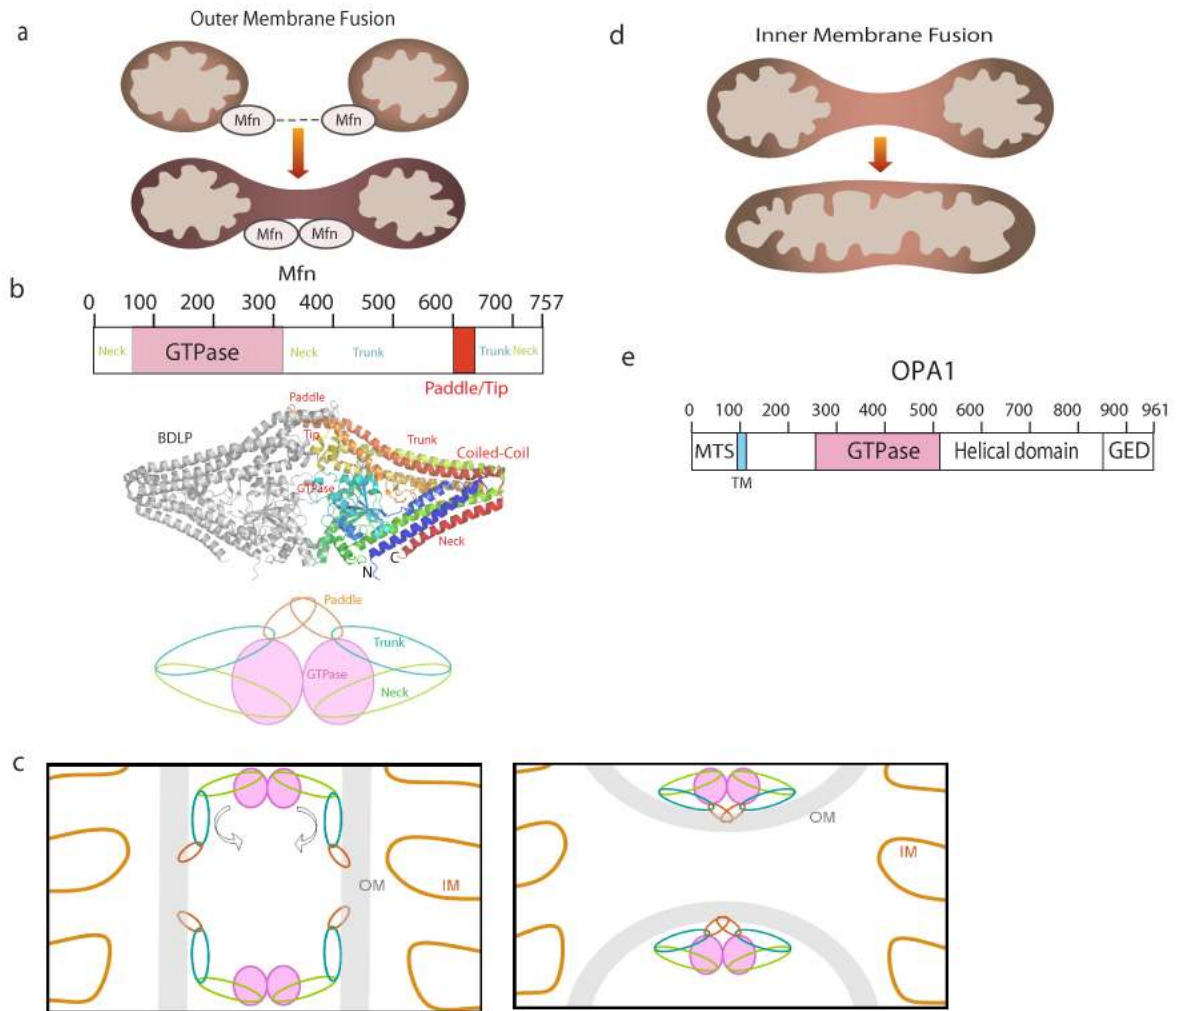 a
Outer Membrane Fusion
Mfn
Mfn
Mfn
Mfn
b
Mfn
0 100 200 300 400 500 600 700 757
Neck GTPase Neck Trunk Trunk Neck
Paddle/Tip
Paddle
BDLP
Tip
Trunk
Coiled-Coil
GTPase
Neck
C
N
Paddle
Trunk
GTPase
Neck
c
OM
IM
OM
IM
d
Inner Membrane Fusion
e
OPA1
0 100 200 300 400 500 600 700 800 900 961
MTS GTPase Helical domain GED
TM